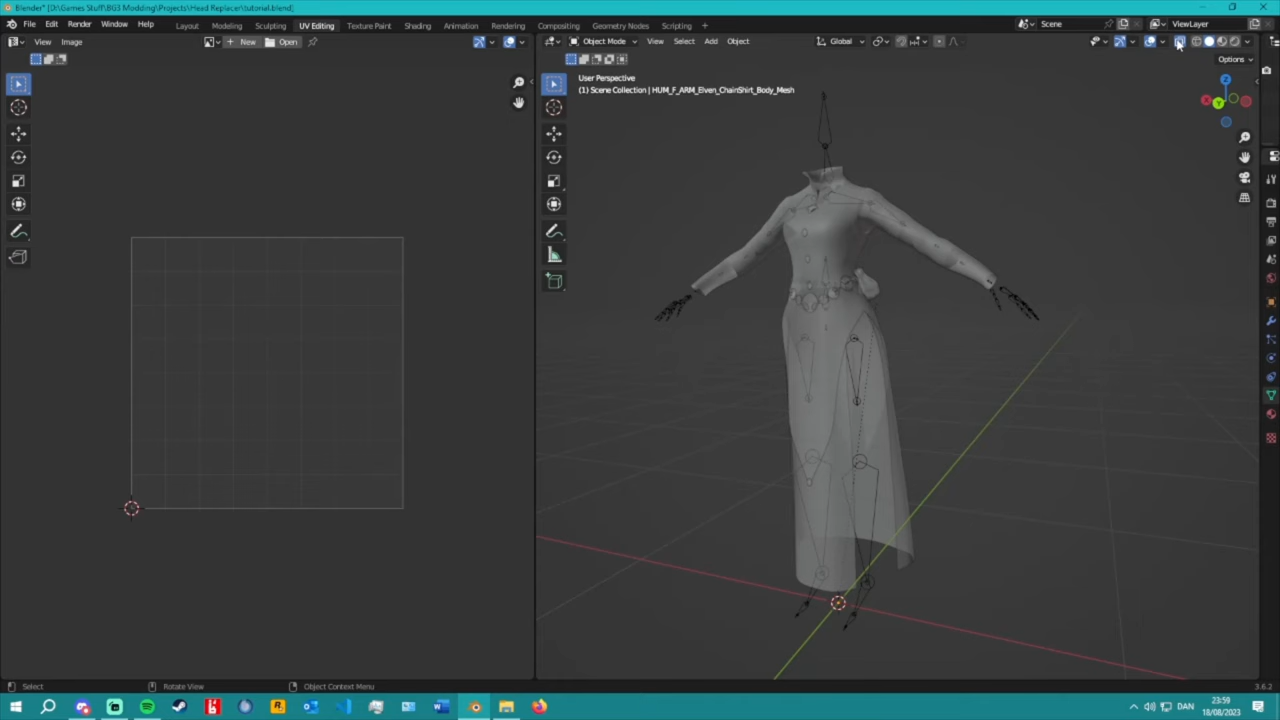 Blender* [D:\Games Stuff\BG3 Modding\Projects\Head Replacer\tutorial.blend]
File Edit Render Window Help Layout Modeling Sculpting UV Editing Texture Paint Shading Animation Rendering Compositing Geometry Nodes Scripting + Scene ViewLayer
View Image New Open Object Mode View Select Add Object Global
Options
User Perspective
(1) Scene Collection | HUM_F_ARM_Elven_ChainShirt_Body_Mesh
Z
Y
X
Select Rotate View Object Context Menu 3.6.2
DAN 23:59
18/08/2023